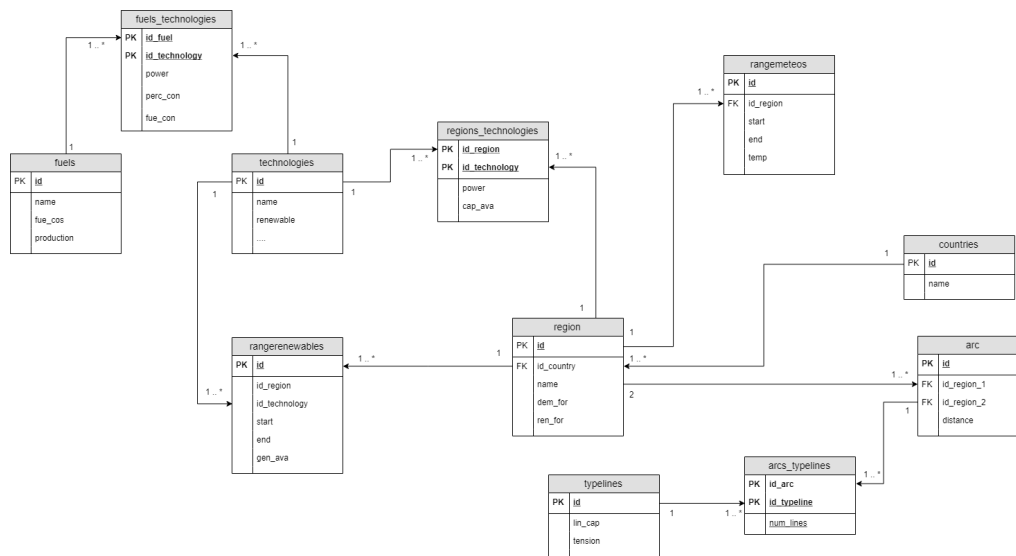 fuels_technologies
PK id_fuel
PK id_technology
power
perc_con
fue_con
1 .. *
1 .. *
1
1
fuels
PK id
name
fue_cos
production
technologies
PK id
name
renewable
....
1
1
regions_technologies
PK id_region
PK id_technology
power
cap_ava
1 .. *
1 .. *
1
rangemeteos
PK id
FK id_region
start
end
temp
1 .. *
1
countries
PK id
name
1
1 .. *
region
PK id
FK id_country
name
dem_for
ren_for
1
2
rangerenewables
PK id
id_region
id_technology
start
end
gen_ava
1 .. *
1 .. *
arc
PK id
FK id_region_1
FK id_region_2
distance
1 .. *
1
typelines
PK id
lin_cap
tension
1
arcs_typelines
PK id_arc
PK id_typeline
num_lines
1 .. *
1 .. *